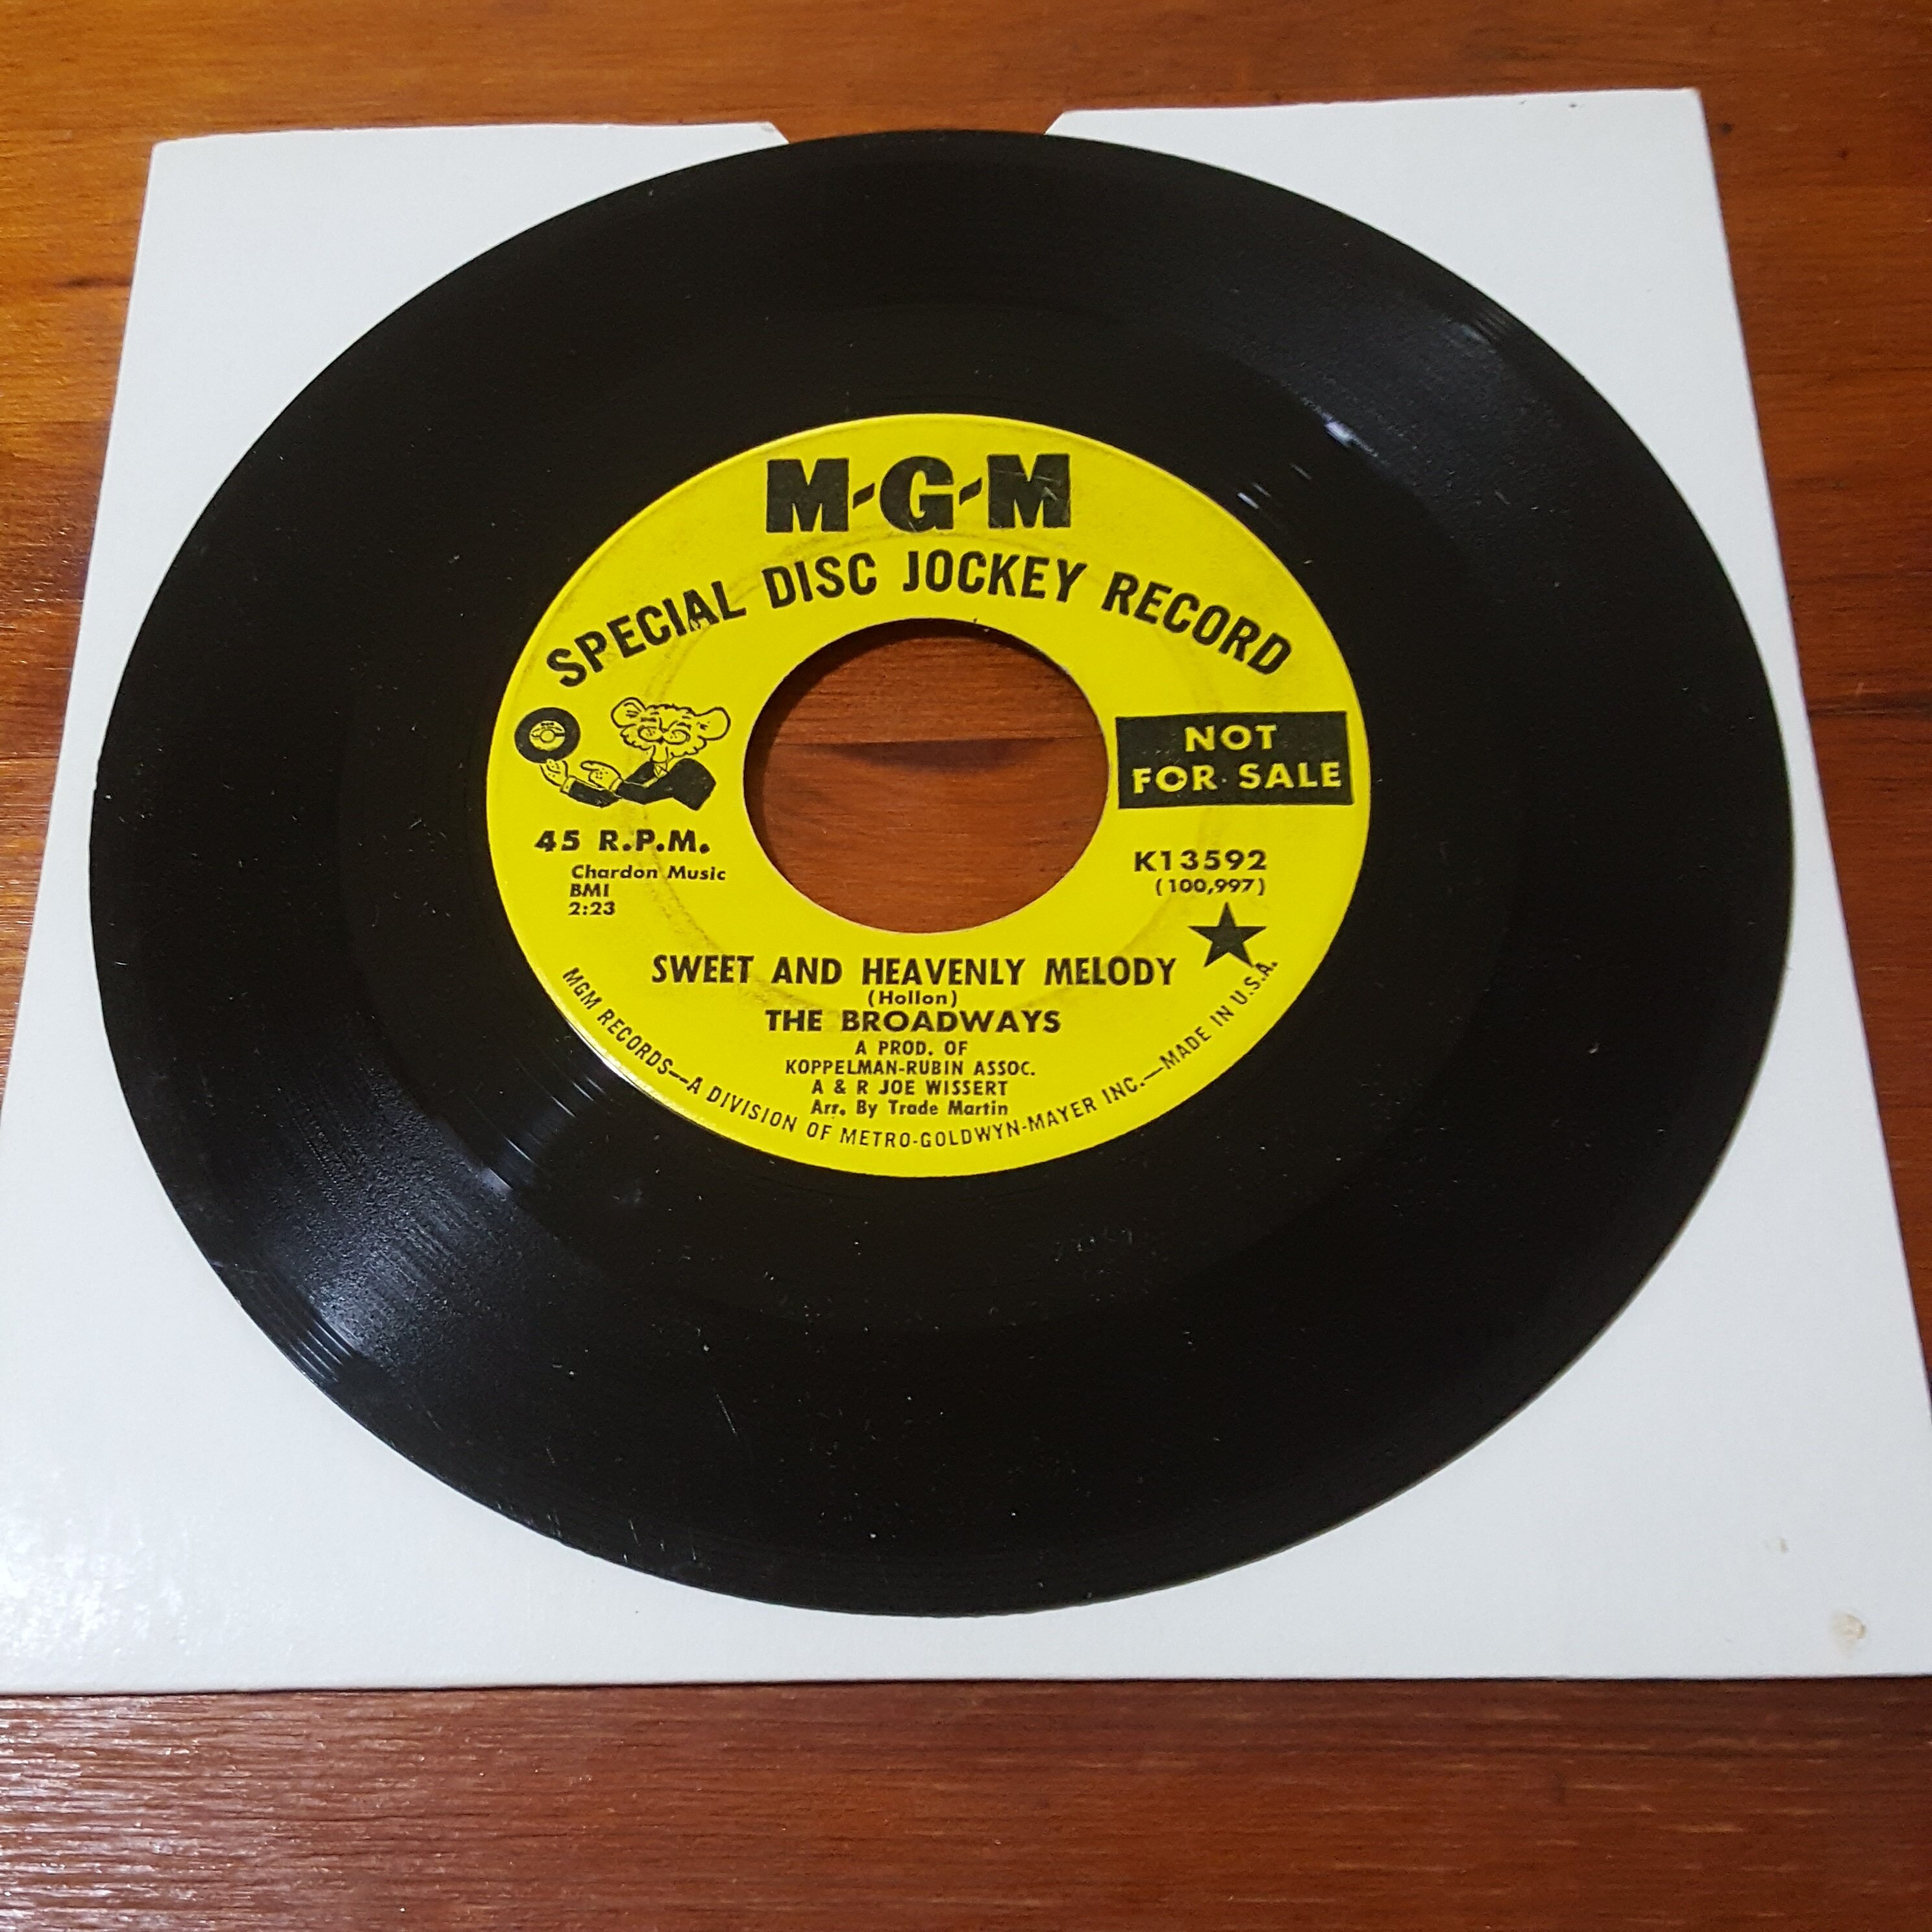 M-G-M
SPECIAL DISC JOCKEY RECORD
NOT
FOR SALE
45 R.P.M.
Chardon Music
BMI
2:23
K13592
(100,997)
SWEET AND HEAVENLY MELODY
(Hollon)
THE BROADWAYS
A PROD. OF
KOPPELMAN-RUBIN ASSOC.
A & R JOE WISSERT
Arr. By Trade Martin
MGM RECORDS—A DIVISION OF METRO-GOLDWYN-MAYER INC.—MADE IN U.S.A.